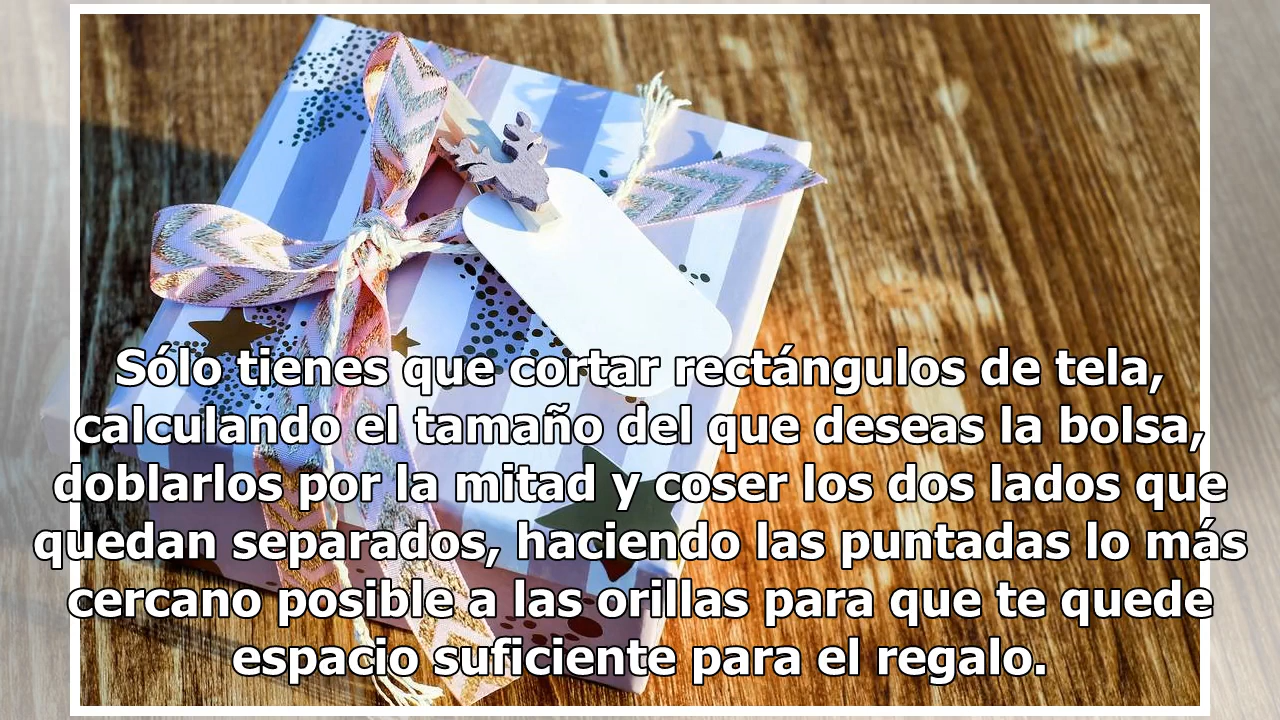 Sólo tienes que cortar rectángulos de tela,
calculando el tamaño del que deseas la bolsa,
doblarlos por la mitad y coser los dos lados que
quedan separados, haciendo las puntadas lo más
cercano posible a las orillas para que te quede
espacio suficiente para el regalo.